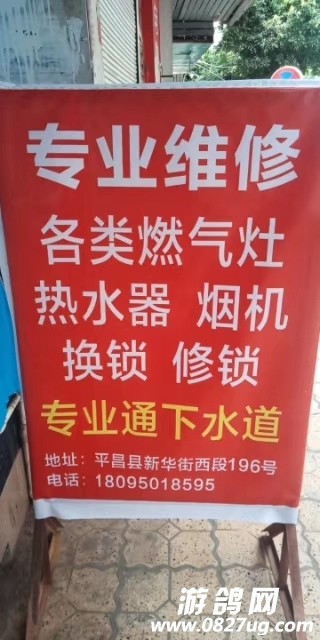 专业维修
各类燃气灶
热水器 烟机
换锁 修锁
专业通下水道
地址：平昌县新华街西段196号
电话：18095018595
游鸽网
www.0827ug.com